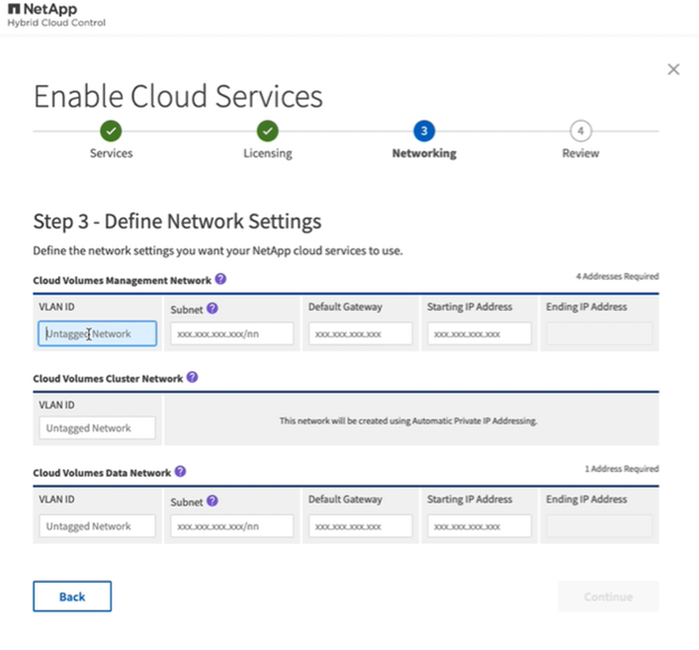 NetApp
Hybrid Cloud Control
Enable Cloud Services
3
4
Services
Licensing
Networking
Review
Step 3 - Define Network Settings
Define the network settings you want your NetApp cloud services to use.
Cloud Volumes Management Network ?
4 Addresses Required
VLAN ID
Subnet ?
Default Gateway
Starting IP Address
Ending IP Address
Untagged Network
xxx.xxx.xxx.xxx/nn
xxx.xxx.xxx.xxx
xxx.xxx.xxx.xxx
Cloud Volumes Cluster Network ?
VLAN ID
Untagged Network
This network will be created using Automatic Private IP Addressing.
Cloud Volumes Data Network ?
1 Address Required
VLAN ID
Subnet ?
Default Gateway
Starting IP Address
Ending IP Address
Untagged Network
xxx.xxx.xxx.xxx/nn
xxx.xxx.xxx.xxx
xxx.xxx.xxx.xxx
Back
Continue